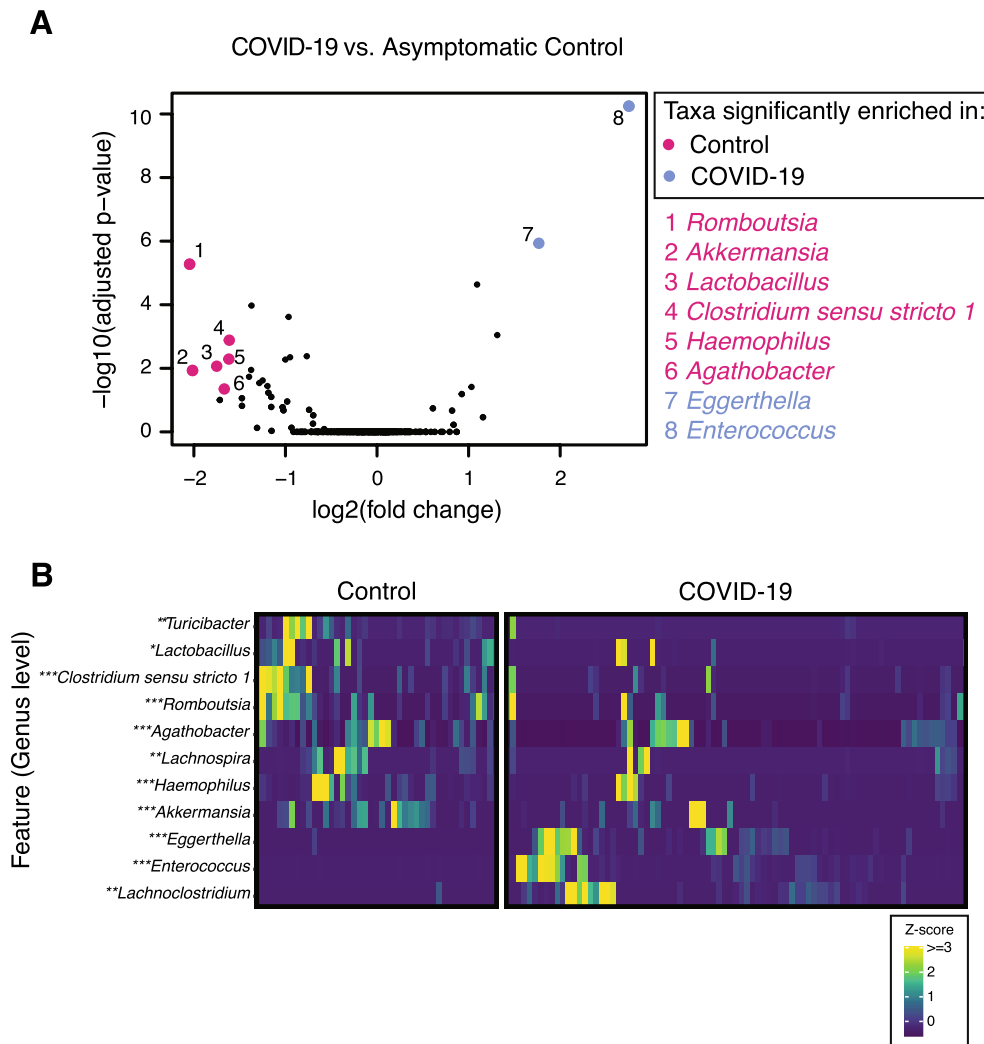 A
COVID-19 vs. Asymptomatic Control
−log10(adjusted p−value)
10
8
6
4
2
0
−2
−1
0
1
2
log2(fold change)
1
2
3
4
5
6
7
8
Taxa significantly enriched in:
Control
COVID-19
1 Romboutsia
2 Akkermansia
3 Lactobacillus
4 Clostridium sensu stricto 1
5 Haemophilus
6 Agathobacter
7 Eggerthella
8 Enterococcus
B
Control
COVID-19
Feature (Genus level)
**Turicibacter
*Lactobacillus
***Clostridium sensu stricto 1
***Romboutsia
***Agathobacter
**Lachnospira
***Haemophilus
***Akkermansia
***Eggerthella
***Enterococcus
**Lachnoclostridium
Z-score
>=3
2
1
0